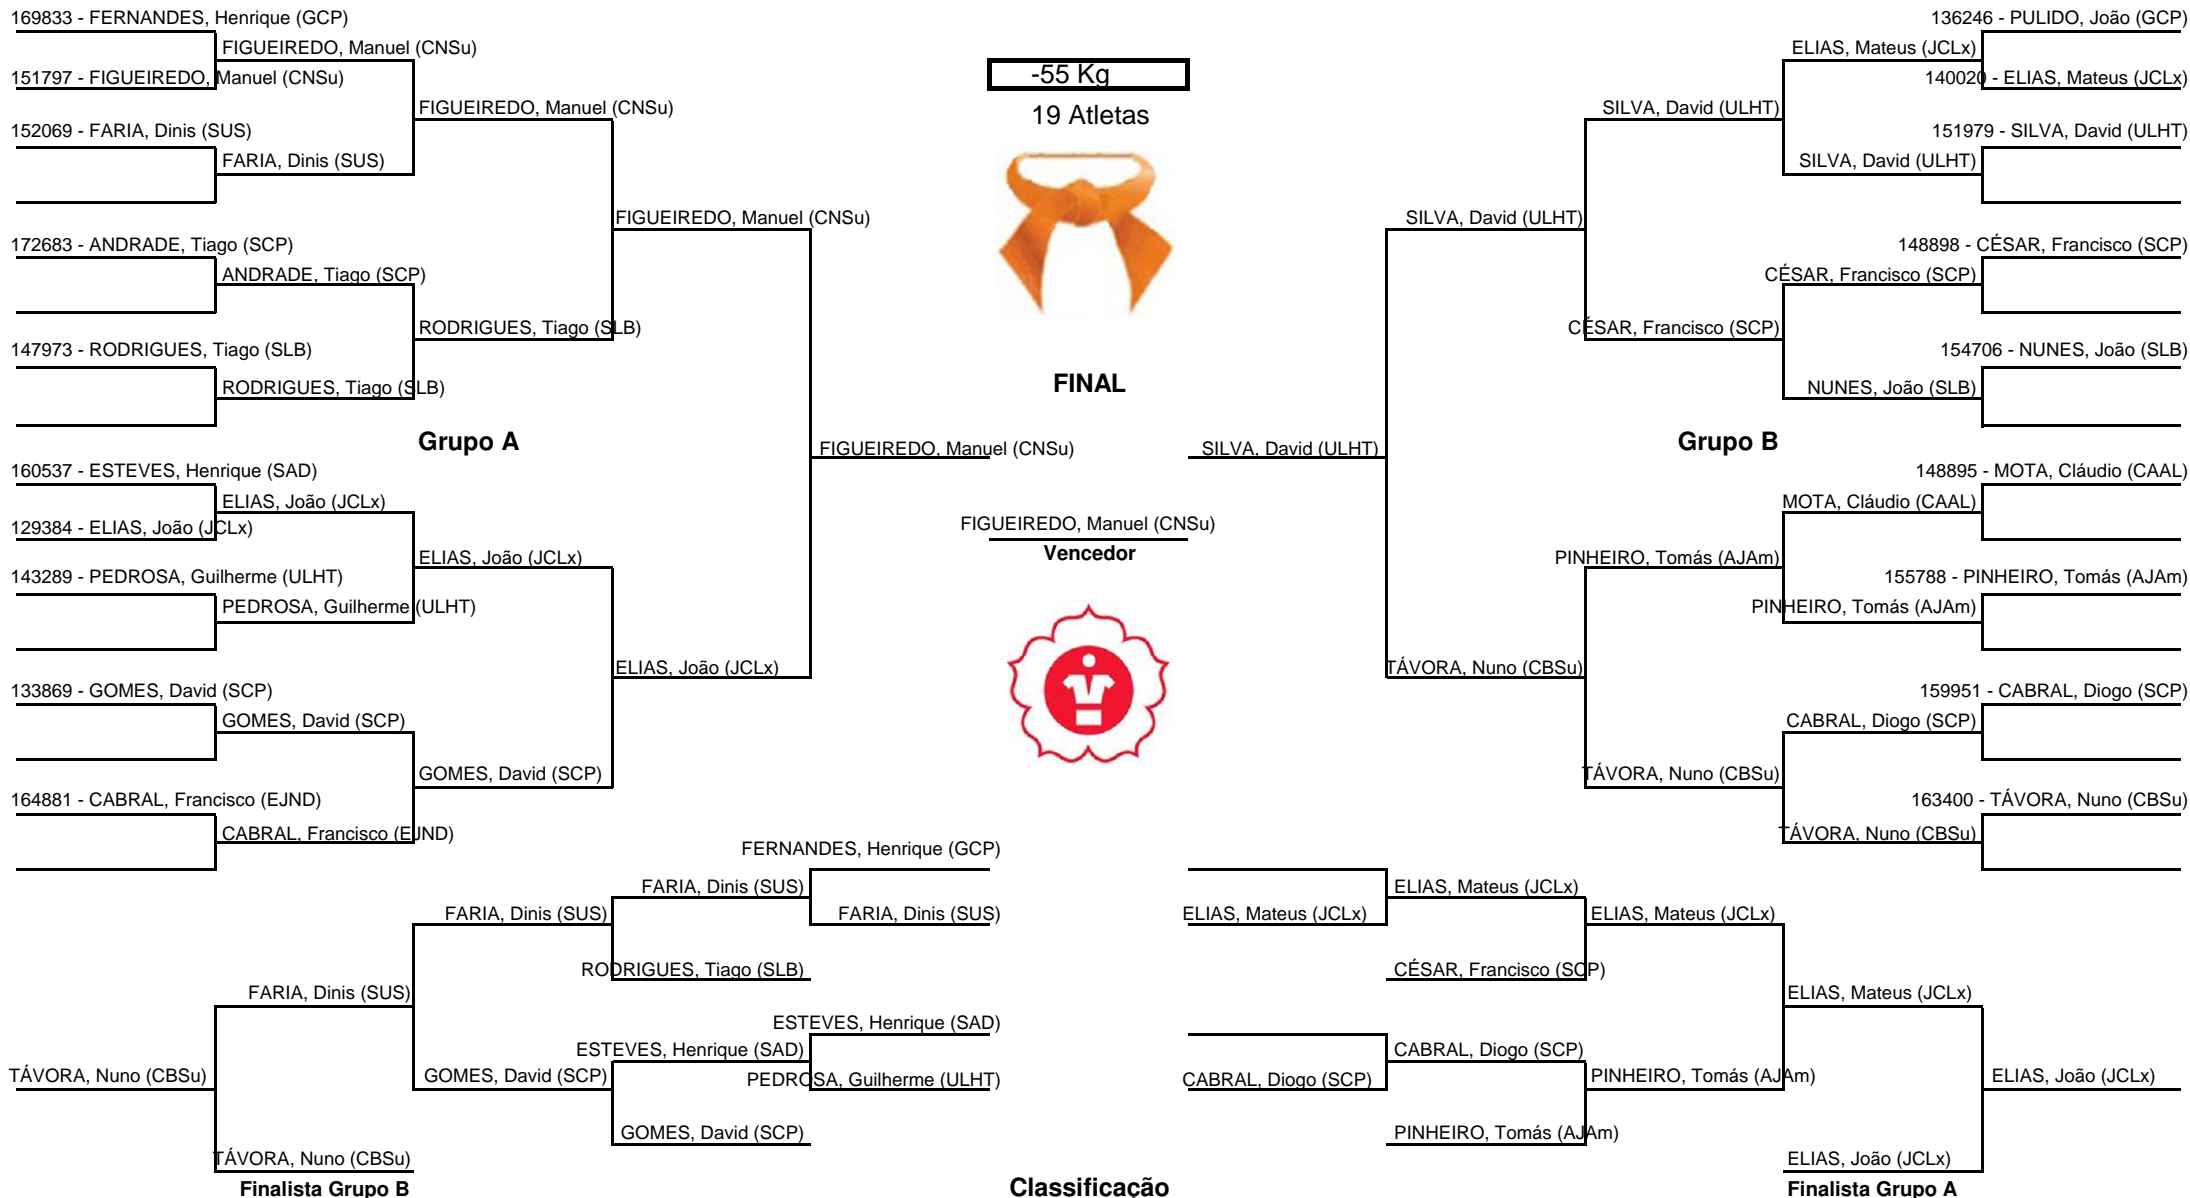 169833 - FERNANDES, Henrique (GCP)
FIGUEIREDO, Manuel (CNSu)
151797 - FIGUEIREDO, Manuel (CNSu)
FIGUEIREDO, Manuel (CNSu)
152069 - FARIA, Dinis (SUS)
FARIA, Dinis (SUS)
FIGUEIREDO, Manuel (CNSu)
172683 - ANDRADE, Tiago (SCP)
ANDRADE, Tiago (SCP)
RODRIGUES, Tiago (SLB)
147973 - RODRIGUES, Tiago (SLB)
RODRIGUES, Tiago (SLB)
Grupo A
FIGUEIREDO, Manuel (CNSu)
160537 - ESTEVES, Henrique (SAD)
ELIAS, João (JCLx)
129384 - ELIAS, João (JCLx)
ELIAS, João (JCLx)
143289 - PEDROSA, Guilherme (ULHT)
PEDROSA, Guilherme (ULHT)
ELIAS, João (JCLx)
133869 - GOMES, David (SCP)
GOMES, David (SCP)
GOMES, David (SCP)
164881 - CABRAL, Francisco (EJND)
CABRAL, Francisco (EJND)
-55 Kg
19 Atletas
FINAL
FIGUEIREDO, Manuel (CNSu)
Vencedor
136246 - PULIDO, João (GCP)
ELIAS, Mateus (JCLx)
140020 - ELIAS, Mateus (JCLx)
SILVA, David (ULHT)
151979 - SILVA, David (ULHT)
SILVA, David (ULHT)
SILVA, David (ULHT)
148898 - CÉSAR, Francisco (SCP)
CÉSAR, Francisco (SCP)
CÉSAR, Francisco (SCP)
154706 - NUNES, João (SLB)
NUNES, João (SLB)
Grupo B
SILVA, David (ULHT)
148895 - MOTA, Cláudio (CAAL)
MOTA, Cláudio (CAAL)
PINHEIRO, Tomás (AJAm)
155788 - PINHEIRO, Tomás (AJAm)
PINHEIRO, Tomás (AJAm)
TÁVORA, Nuno (CBSu)
159951 - CABRAL, Diogo (SCP)
CABRAL, Diogo (SCP)
TÁVORA, Nuno (CBSu)
163400 - TÁVORA, Nuno (CBSu)
TÁVORA, Nuno (CBSu)
FERNANDES, Henrique (GCP)
FARIA, Dinis (SUS)
FARIA, Dinis (SUS)
FARIA, Dinis (SUS)
RODRIGUES, Tiago (SLB)
FARIA, Dinis (SUS)
ESTEVES, Henrique (SAD)
ESTEVES, Henrique (SAD)
TÁVORA, Nuno (CBSu)
GOMES, David (SCP)
PEDROSA, Guilherme (ULHT)
GOMES, David (SCP)
TÁVORA, Nuno (CBSu)
Finalista Grupo B
ELIAS, Mateus (JCLx)
ELIAS, Mateus (JCLx)
ELIAS, Mateus (JCLx)
CÉSAR, Francisco (SCP)
ELIAS, Mateus (JCLx)
CABRAL, Diogo (SCP)
CABRAL, Diogo (SCP)
PINHEIRO, Tomás (AJAm)
ELIAS, João (JCLx)
PINHEIRO, Tomás (AJAm)
ELIAS, João (JCLx)
Finalista Grupo A
Classificação